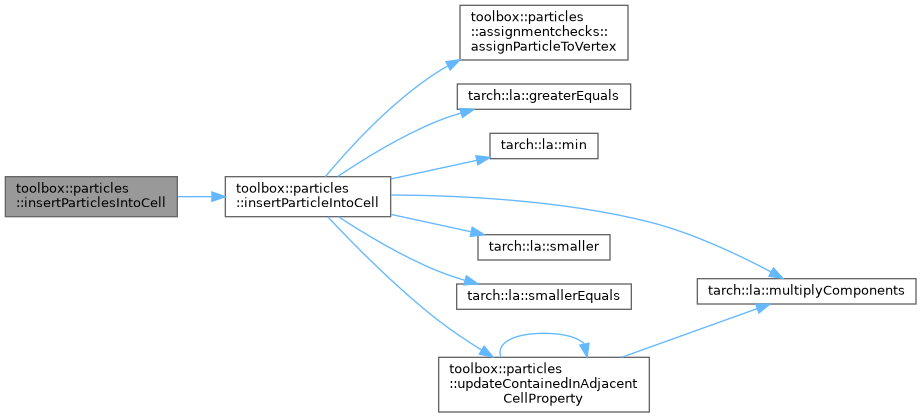 toolbox::particles
::insertParticlesIntoCell
toolbox::particles
::insertParticleIntoCell
toolbox::particles
::assignmentchecks::
assignParticleToVertex
tarch::la::greaterEquals
tarch::la::min
tarch::la::smaller
tarch::la::smallerEquals
toolbox::particles
::updateContainedInAdjacent
CellProperty
tarch::la::multiplyComponents